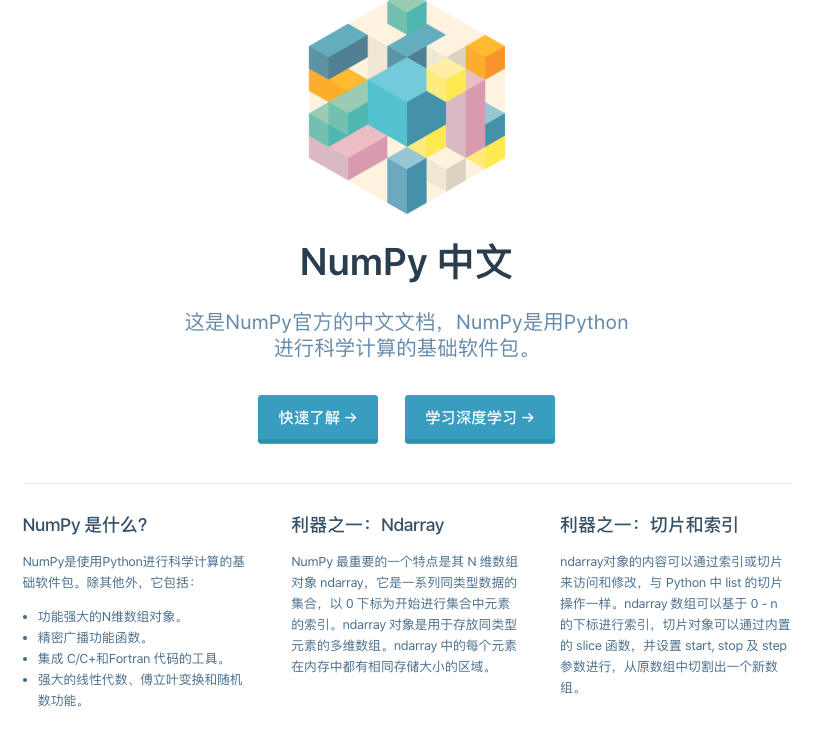 NumPy 中文
这是NumPy官方的中文文档，NumPy是用Python
进行科学计算的基础软件包。
快速了解 →
学习深度学习 →
NumPy 是什么?
NumPy是使用Python进行科学计算的基
础软件包。除其他外，它包括：
• 功能强大的N维数组对象。
• 精密广播功能函数。
• 集成 C/C+和Fortran 代码的工具。
• 强大的线性代数、傅立叶变换和随机
数功能。
利器之一：Ndarray
NumPy 最重要的一个特点是其 N 维数组
对象 ndarray，它是一系列同类型数据的
集合，以 0 下标为开始进行集合中元素
的索引。ndarray 对象是用于存放同类型
元素的多维数组。ndarray 中的每个元素
在内存中都有相同存储大小的区域。
利器之一：切片和索引
ndarray对象的内容可以通过索引或切片
来访问和修改，与 Python 中 list 的切片
操作一样。ndarray 数组可以基于 0 - n
的下标进行索引，切片对象可以通过内置
的 slice 函数，并设置 start, stop 及 step
参数进行，从原数组中切割出一个新数
组。